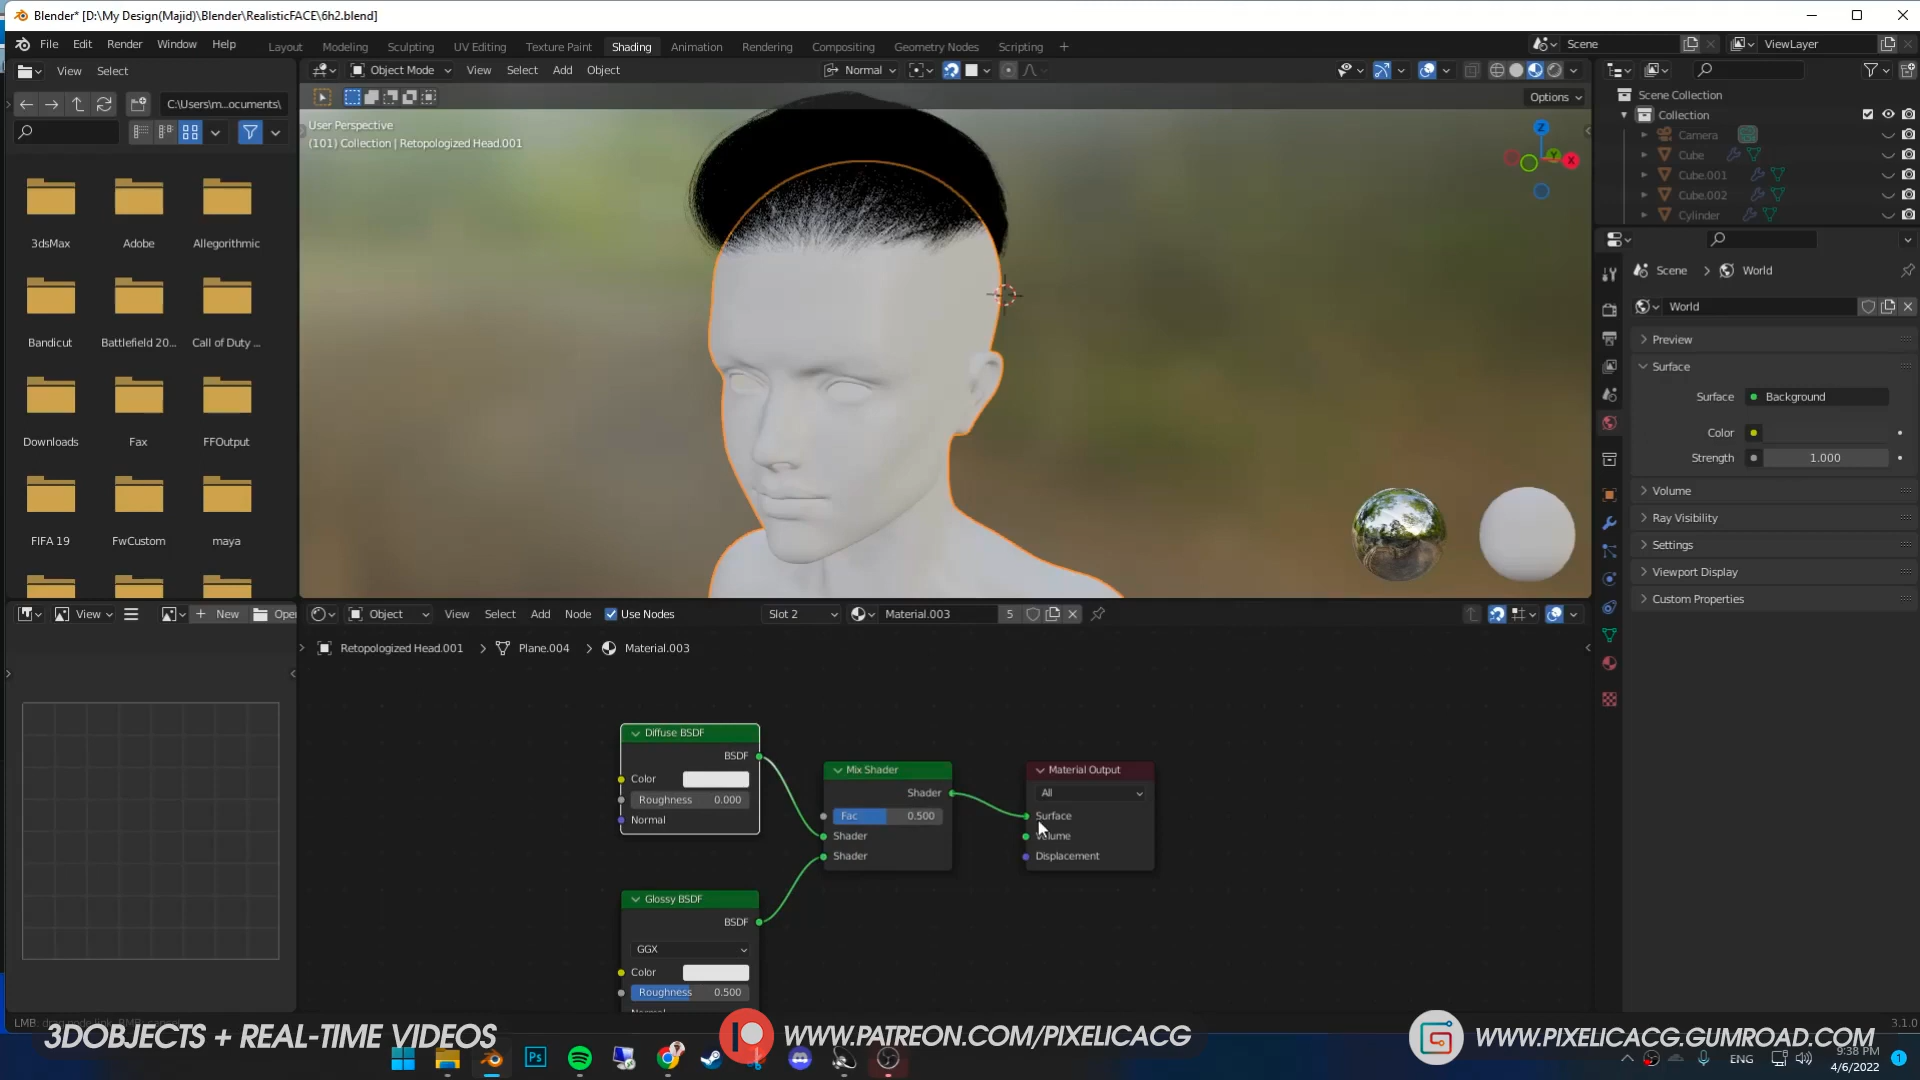 Blender* [D:\My Design(Majid)\Blender\RealisticFACE\6h2.blend]
File Edit Render Window Help
Layout Modeling Sculpting UV Editing Texture Paint Shading Animation Rendering Compositing Geometry Nodes Scripting +
Scene
ViewLayer
View Select
Object Mode View Select Add Object
Normal
C:\Users\m...ocuments\
Options
User Perspective
(101) Collection | Retopologized Head.001
Z
Y
X
Scene Collection
Collection
Camera
Cube
Cube.001
Cube.002
Cylinder
3dsMax Adobe Allegorithmic
Bandicut Battlefield 20... Call of Duty ...
Downloads Fax FFOutput
FIFA 19 FwCustom maya
Scene > World
World
Preview
Surface
Surface Background
Color
Strength 1.000
Volume
Ray Visibility
Settings
Viewport Display
Custom Properties
View + New Open
Object View Select Add Node Use Nodes Slot 2 Material.003 5
Retopologized Head.001 > Plane.004 > Material.003
Diffuse BSDF
BSDF
Color
Roughness 0.000
Normal
Mix Shader
Shader
Fac 0.500
Shader
Shader
Material Output
All
Surface
Volume
Displacement
Glossy BSDF
BSDF
GGX
Color
Roughness 0.500
3.1.0
3DOBJECTS + REAL-TIME VIDEOS
WWW.PATREON.COM/PIXELICACG
WWW.PIXELICACG.GUMROAD.COM
Ps
ENG
9:38 PM
4/6/2022
1